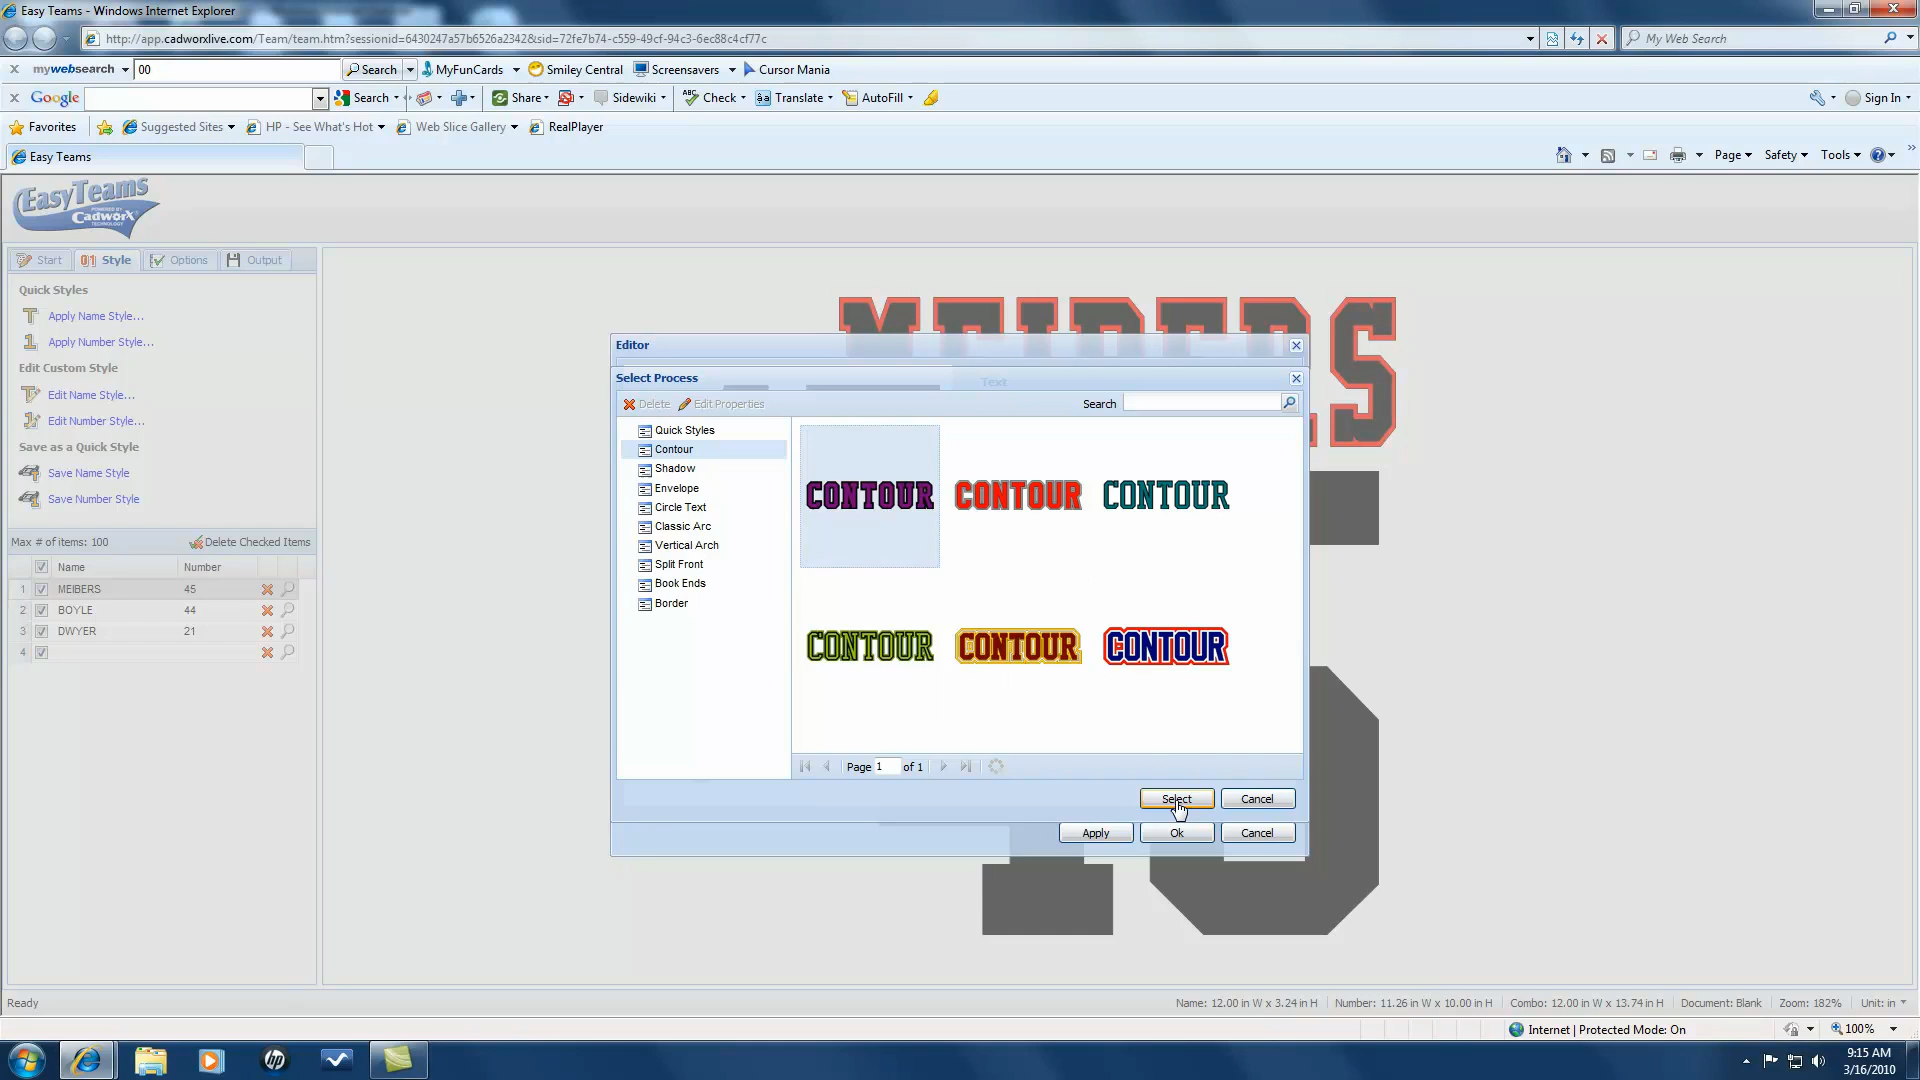 Easy Teams - Windows Internet Explorer
http://app.cadworxlive.com/Team/team.htm?sessionid=6430247a57b6526a2342&sid=72fe7b74-c559-49cf-94c3-6ec88c4cf77c
My Web Search
x mywebsearch 00 Search MyFunCards Smiley Central Screensavers Cursor Mania
x Google Search Share Sidewiki Check Translate AutoFill Sign In
Favorites Suggested Sites HP - See What's Hot Web Slice Gallery RealPlayer
Easy Teams Page Safety Tools
EasyTeams
POWERED BY
CadworX
TECHNOLOGY
Start Style Options Output
Quick Styles
Apply Name Style...
Apply Number Style...
Edit Custom Style
Edit Name Style...
Edit Number Style...
Save as a Quick Style
Save Name Style
Save Number Style
Max # of items: 100 Delete Checked Items
Name Number
1 MEIBERS 45
2 BOYLE 44
3 DWYER 21
4
MEIBERS
Editor
Text
Select Process
Delete Edit Properties Search
Quick Styles
Contour
Shadow
Envelope
Circle Text
Classic Arc
Vertical Arch
Split Front
Book Ends
Border
CONTOUR CONTOUR CONTOUR
CONTOUR CONTOUR CONTOUR
Page 1 of 1
Select Cancel
Apply Ok Cancel
Ready
Name: 12.00 in W x 3.24 in H Number: 11.26 in W x 10.00 in H Combo: 12.00 in W x 13.74 in H Document: Blank Zoom: 182% Unit: in
Internet | Protected Mode: On 100%
9:15 AM
3/16/2010